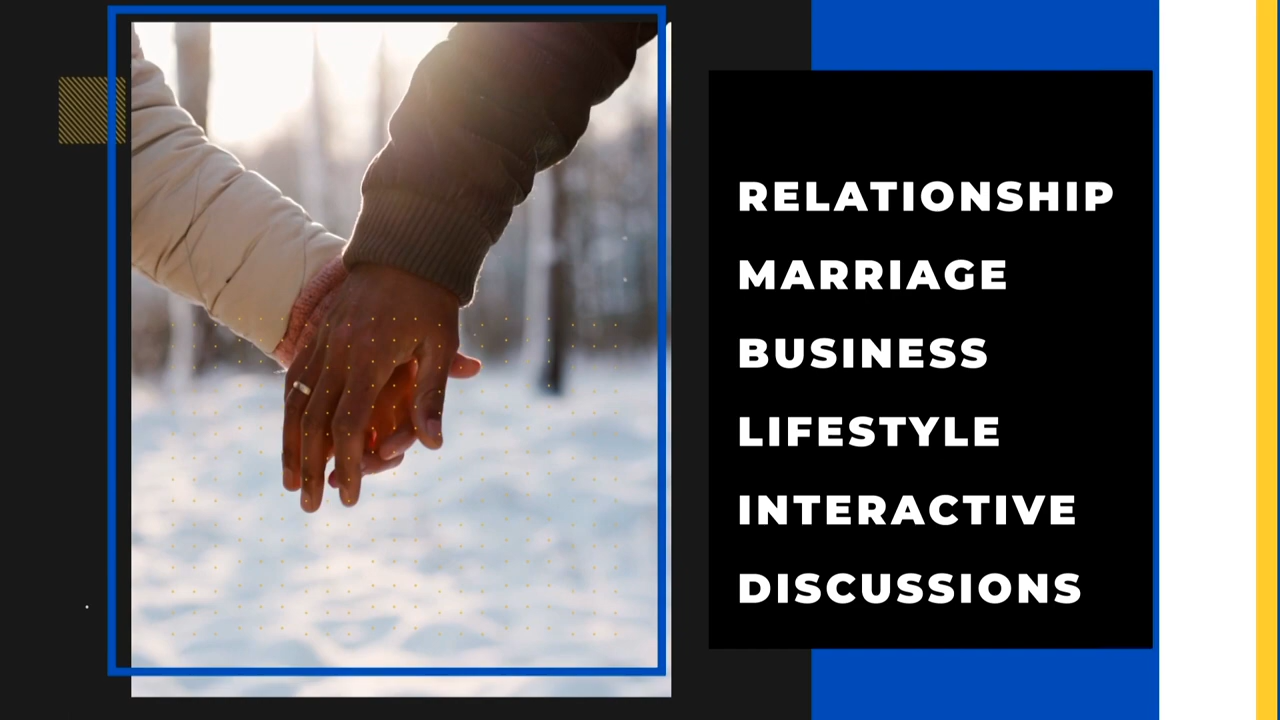 RELATIONSHIP
MARRIAGE
BUSINESS
LIFESTYLE
INTERACTIVE
DISCUSSIONS